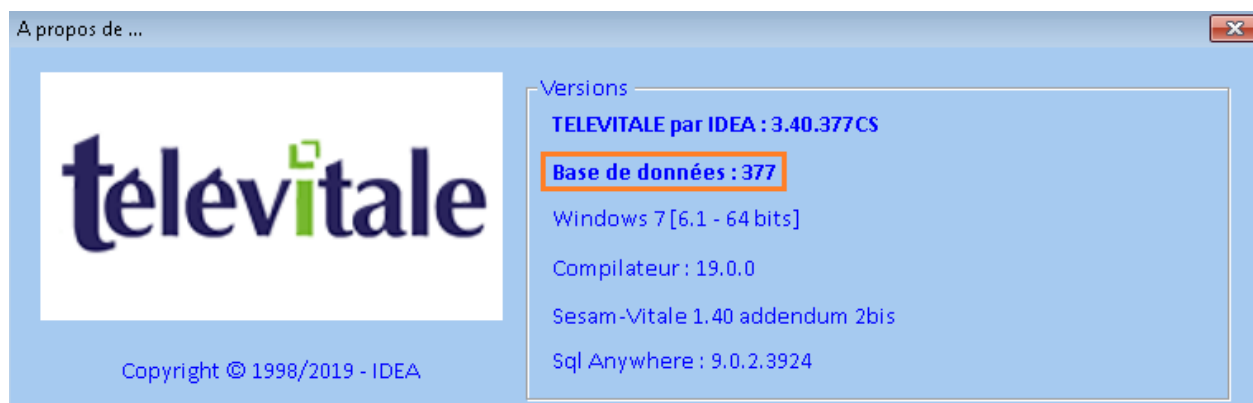 A propos de ...
télévitale
Copyright © 1998/2019 - IDEA
Versions
TELEVITALE par IDEA : 3.40.377CS
Base de données : 377
Windows 7 [6.1 - 64 bits]
Compilateur : 19.0.0
Sesam-Vitale 1.40 addendum 2bis
Sql Anywhere : 9.0.2.3924